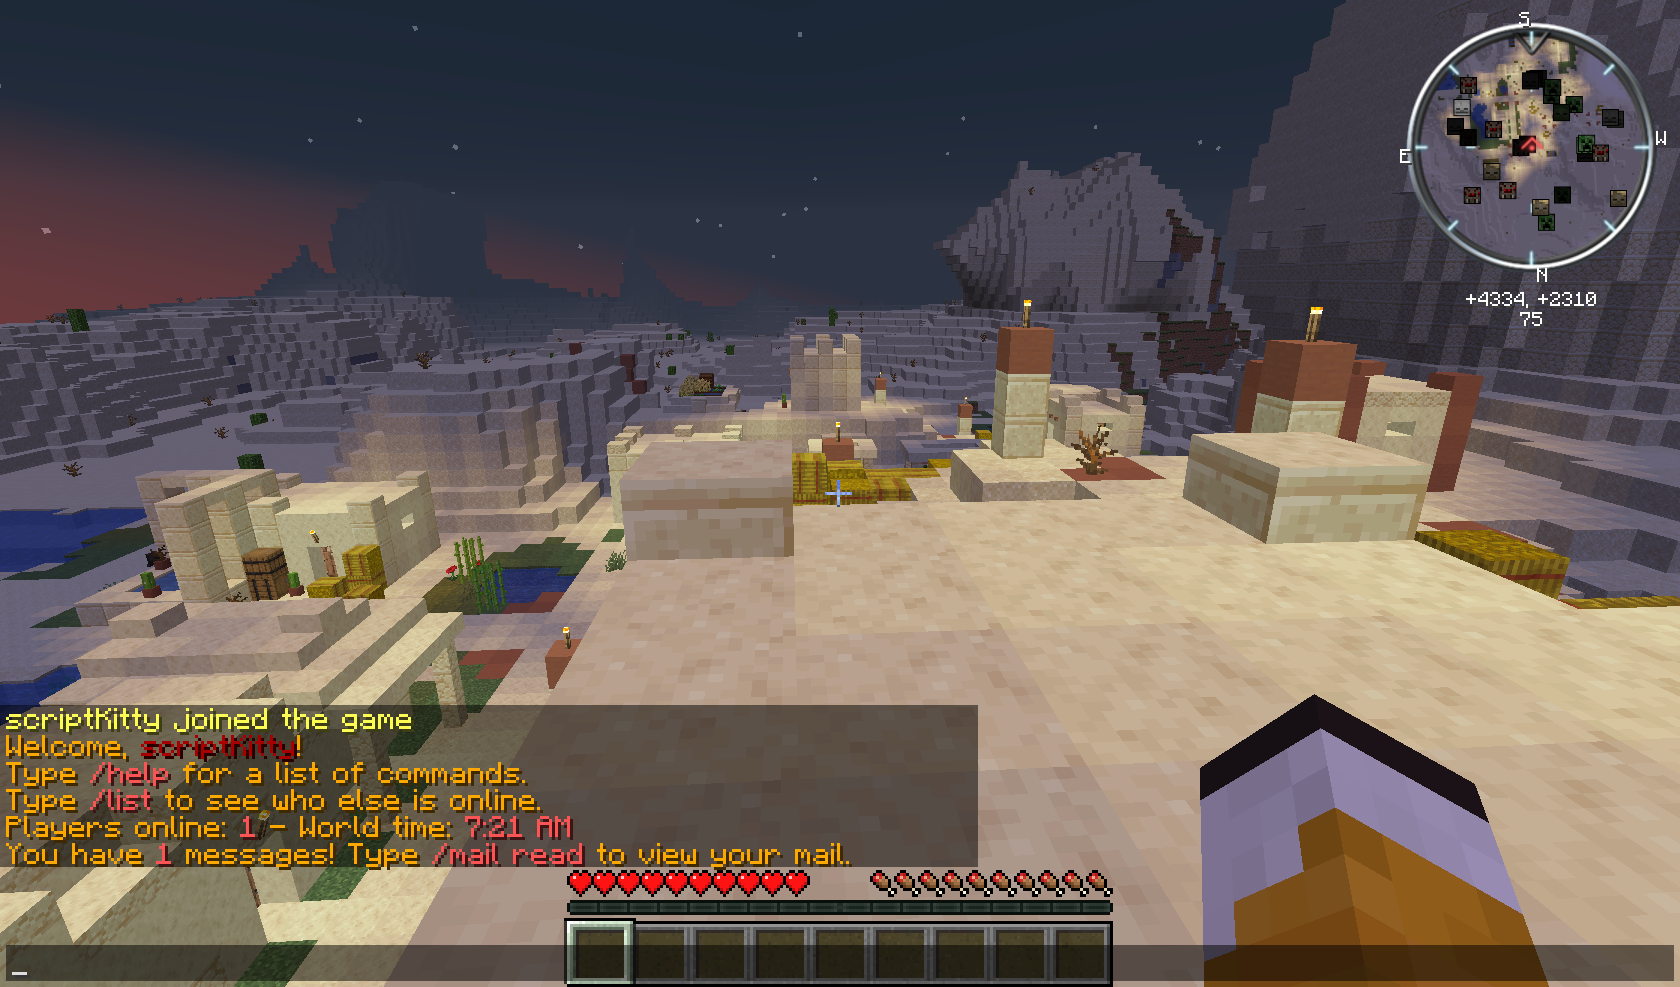 S
E
W
N
+4334, +2310
75
scriptKitty joined the game
Welcome, scriptKitty!
Type /help for a list of commands.
Type /list to see who else is online.
Players online: 1 – World time: 7:21 AM
You have 1 messages! Type /mail read to view your mail.
_